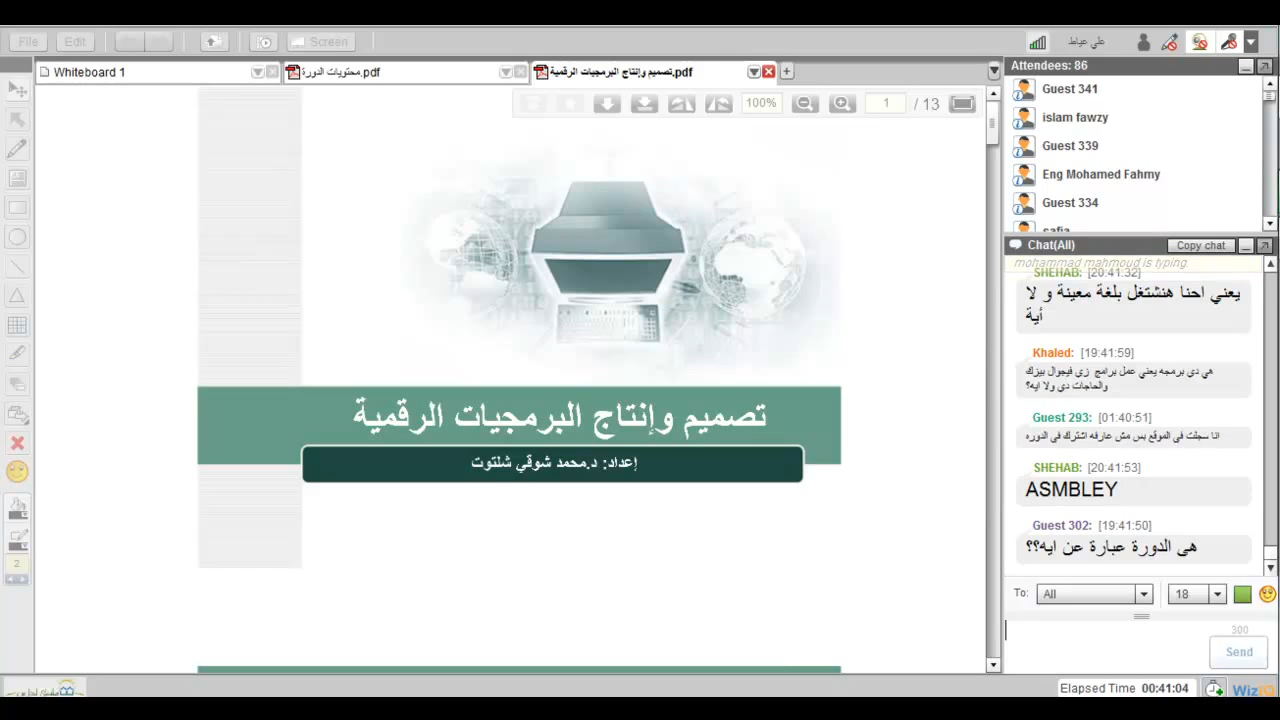 File
Edit
Screen
علي عياط
Whiteboard 1
محتويات الدورة.pdf
تصميم وإنتاج البرمجيات الرقمية.pdf
100%
1
/ 13
تصميم وإنتاج البرمجيات الرقمية
إعداد: د.محمد شوقي شلتوت
2
Attendees: 86
Guest 341
islam fawzy
Guest 339
Eng Mohamed Fahmy
Guest 334
safia
Chat(All)
Copy chat
mohammad mahmoud is typing.
SHEHAB: [20:41:32]
يعني احنا هنشتغل بلغة معينة و لا
أية
Khaled: [19:41:59]
هي دي برمجه يعني عمل برامج زي فيجوال بيزك
والحاجات دي ولا ايه؟
Guest 293: [01:40:51]
انا سجلت فى الموقع بس مش عارفه اشترك فى الدوره
SHEHAB: [20:41:53]
ASMBLEY
Guest 302: [19:41:50]
هى الدورة عبارة عن ايه؟؟
To:
All
18
300
Send
Elapsed Time 00:41:04
WizIQ